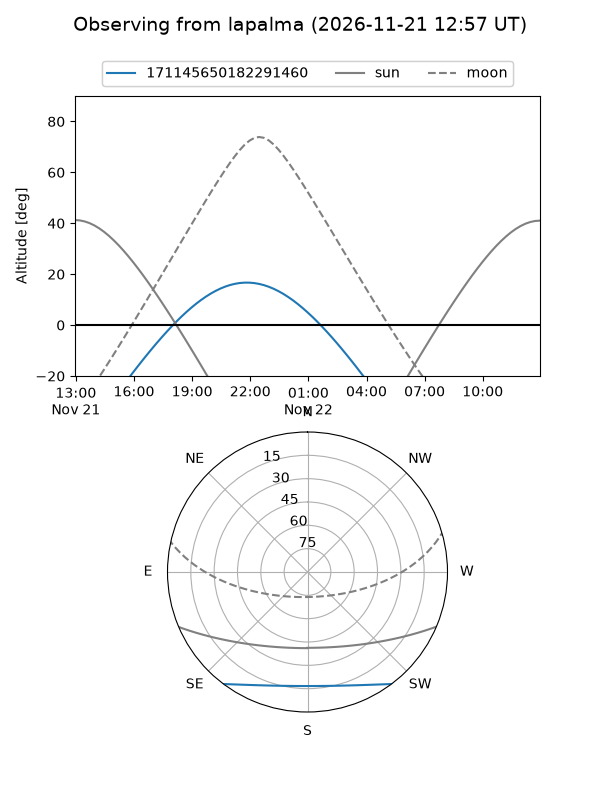 Observing from lapalma (2026-11-21 12:57 UT)
171145650182291460 sun moon
Altitude [deg]
80
60
40
20
0
−20
13:00 16:00 19:00 22:00 01:00 04:00 07:00 10:00
Nov 21 Nov 22
N
NE NW
15
30
45
60
75
E W
SE SW
S